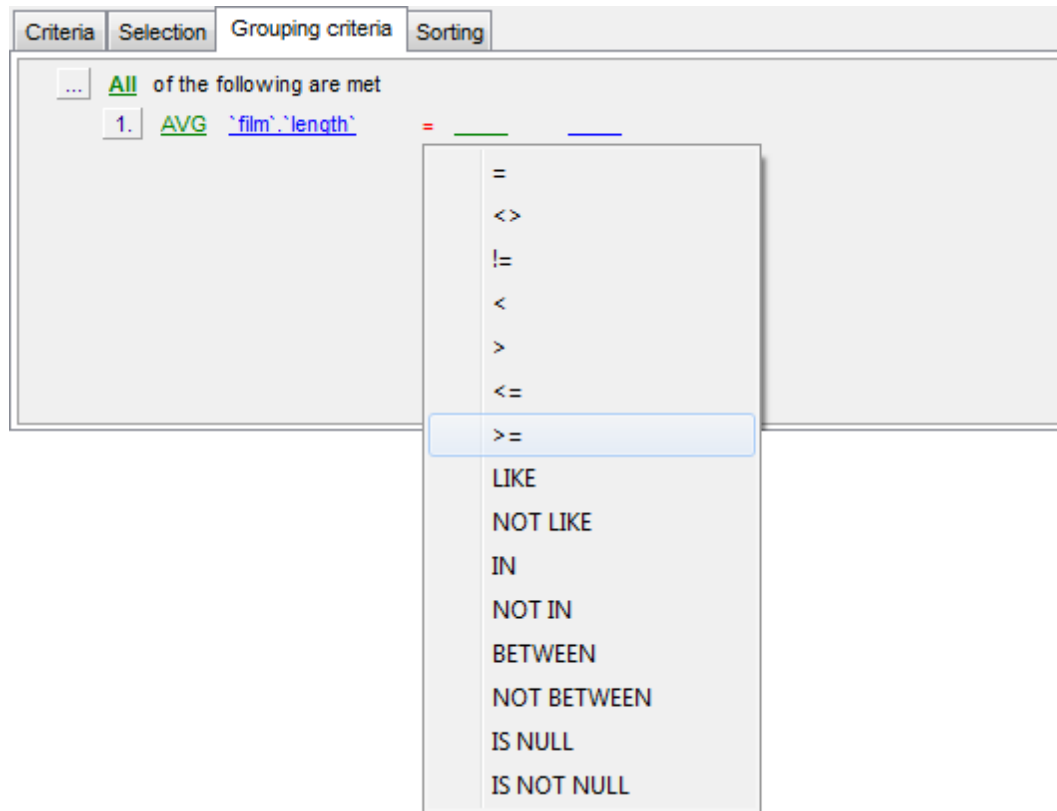 Criteria Selection Grouping criteria Sorting
... All of the following are met
1. AVG `film`.`length` =
=
<>
!=
<
>
<=
>=
LIKE
NOT LIKE
IN
NOT IN
BETWEEN
NOT BETWEEN
IS NULL
IS NOT NULL